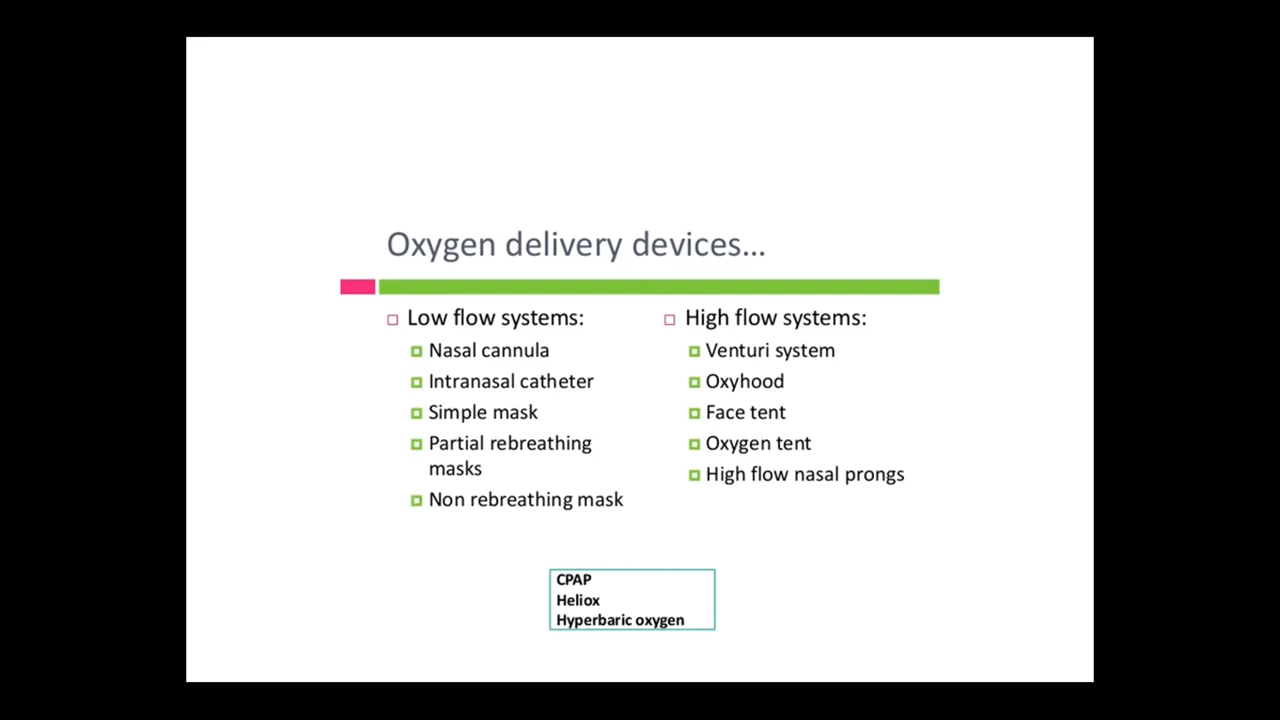 Oxygen delivery devices...
Low flow systems:
Nasal cannula
Intranasal catheter
Simple mask
Partial rebreathing
masks
Non rebreathing mask
High flow systems:
Venturi system
Oxyhood
Face tent
Oxygen tent
High flow nasal prongs
CPAP
Heliox
Hyperbaric oxygen